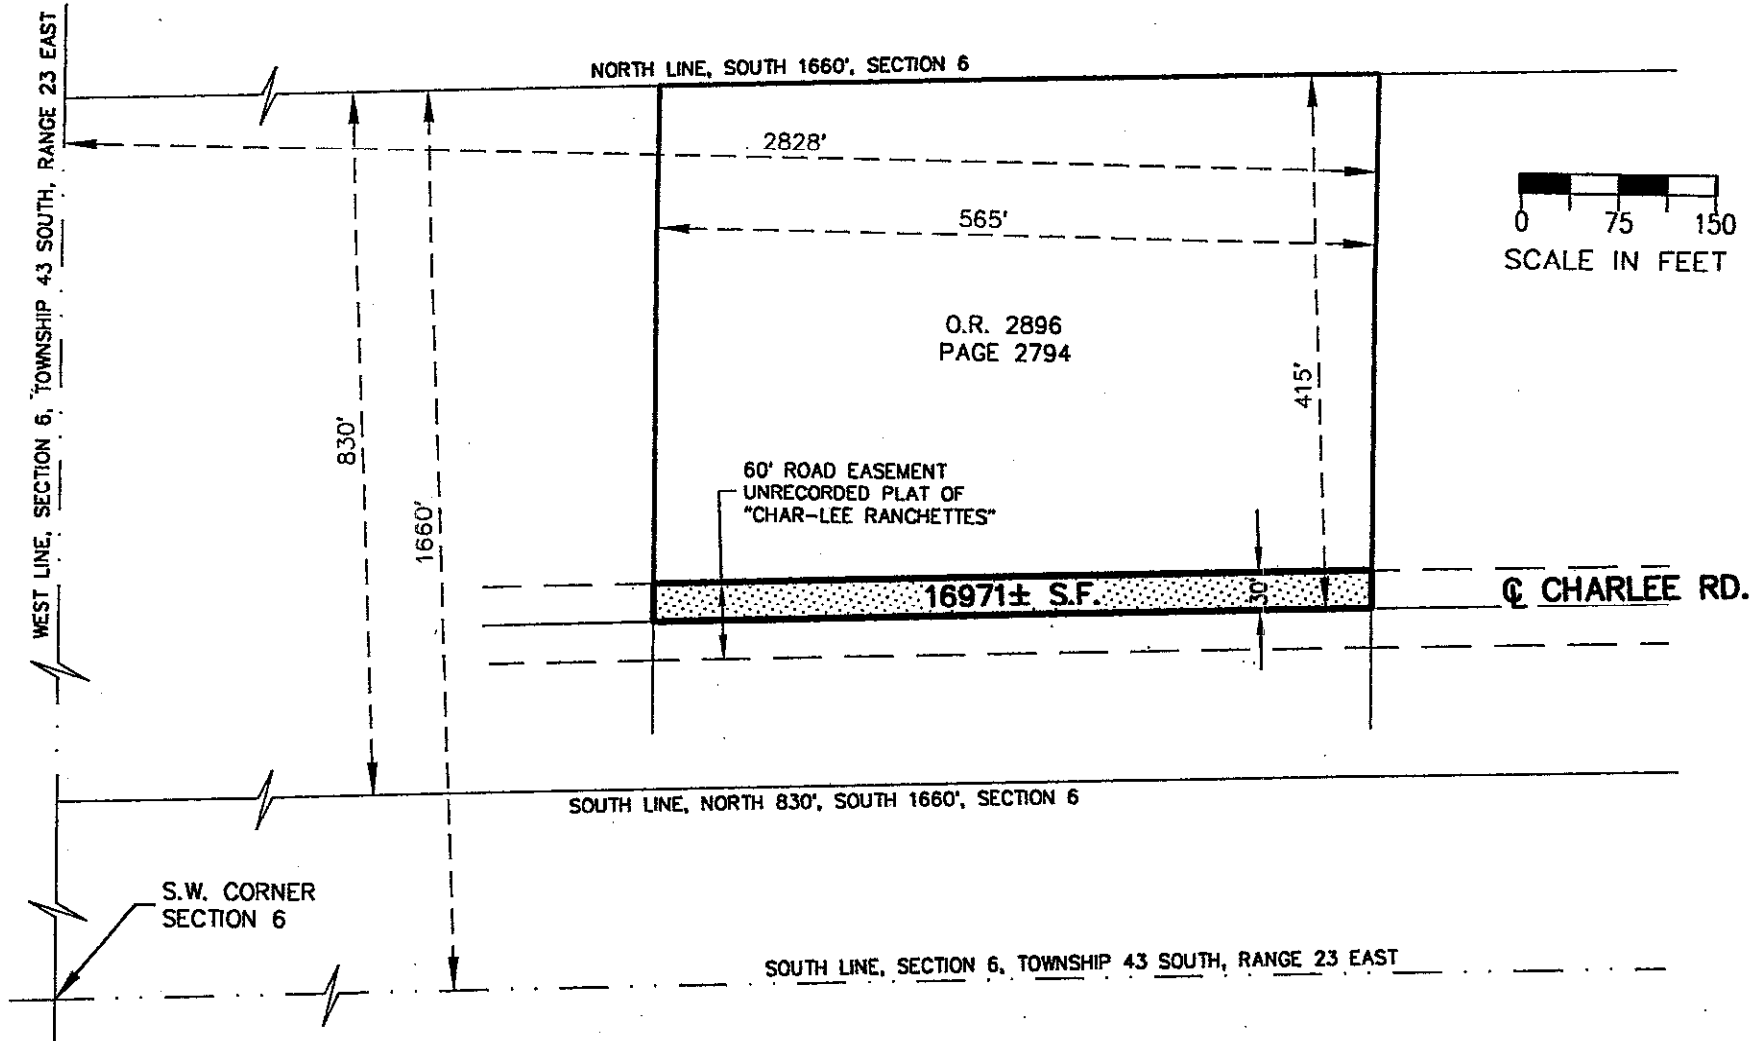 WEST LINE, SECTION 6, TOWNSHIP 43 SOUTH, RANGE 23 EAST
NORTH LINE, SOUTH 1660', SECTION 6
2828'
565'
0 75 150
SCALE IN FEET
O.R. 2896
PAGE 2794
415'
830'
1660'
60' ROAD EASEMENT
UNRECORDED PLAT OF
"CHAR-LEE RANCHETTES"
16971± S.F.
30'
℄ CHARLEE RD.
SOUTH LINE, NORTH 830', SOUTH 1660', SECTION 6
S.W. CORNER
SECTION 6
SOUTH LINE, SECTION 6, TOWNSHIP 43 SOUTH, RANGE 23 EAST